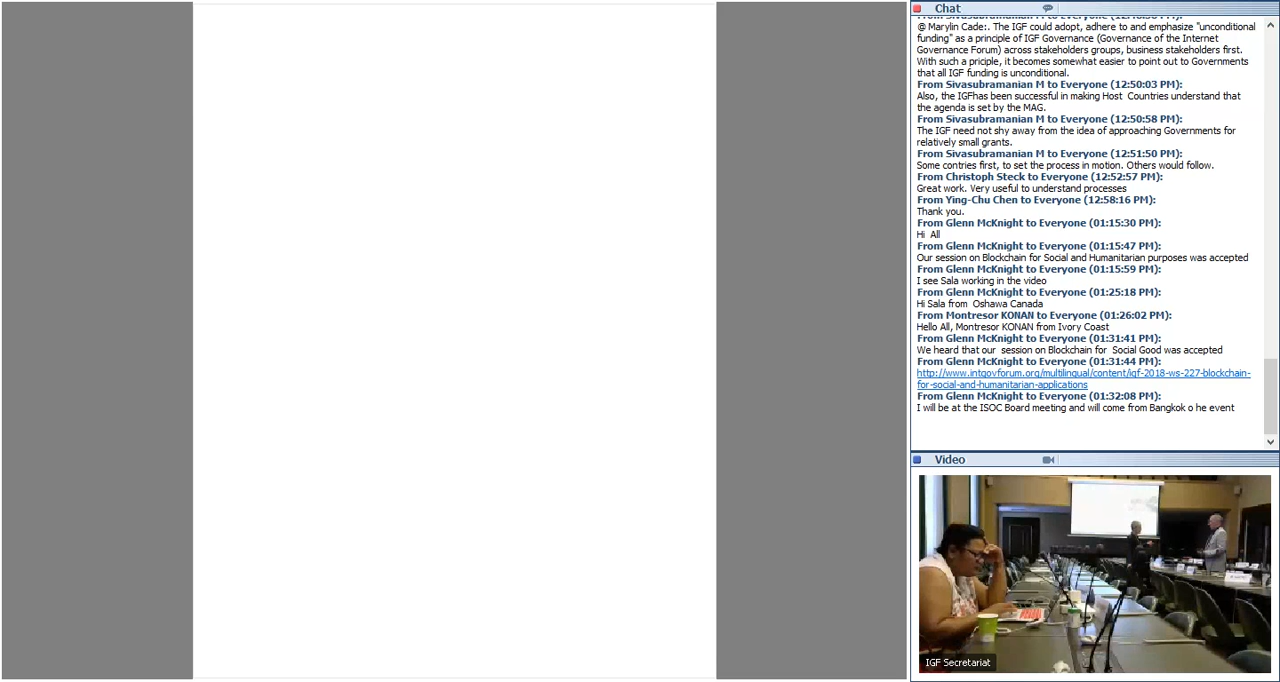 Chat
From Sivasubramanian M to Everyone (12:48:56 PM):
@ Marylin Cade:. The IGF could adopt, adhere to and emphasize "unconditional
funding" as a principle of IGF Governance (Governance of the Internet
Governance Forum) across stakeholders groups, business stakeholders first.
With such a priciple, it becomes somewhat easier to point out to Governments
that all IGF funding is unconditional.
From Sivasubramanian M to Everyone (12:50:03 PM):
Also, the IGFhas been successful in making Host Countries understand that
the agenda is set by the MAG.
From Sivasubramanian M to Everyone (12:50:58 PM):
The IGF need not shy away from the idea of approaching Governments for
relatively small grants.
From Sivasubramanian M to Everyone (12:51:50 PM):
Some contries first, to set the process in motion. Others would follow.
From Christoph Steck to Everyone (12:52:57 PM):
Great work. Very useful to understand processes
From Ying-Chu Chen to Everyone (12:58:16 PM):
Thank you.
From Glenn McKnight to Everyone (01:15:30 PM):
Hi All
From Glenn McKnight to Everyone (01:15:47 PM):
Our session on Blockchain for Social and Humanitarian purposes was accepted
From Glenn McKnight to Everyone (01:15:59 PM):
I see Sala working in the video
From Glenn McKnight to Everyone (01:25:18 PM):
Hi Sala from Oshawa Canada
From Montresor KONAN to Everyone (01:26:02 PM):
Hello All, Montresor KONAN from Ivory Coast
From Glenn McKnight to Everyone (01:31:41 PM):
We heard that our session on Blockchain for Social Good was accepted
From Glenn McKnight to Everyone (01:31:44 PM):
http://www.intgovforum.org/multilingual/content/igf-2018-ws-227-blockchain-
for-social-and-humanitarian-applications
From Glenn McKnight to Everyone (01:32:08 PM):
I will be at the ISOC Board meeting and will come from Bangkok o he event
Video
IGF Secretariat